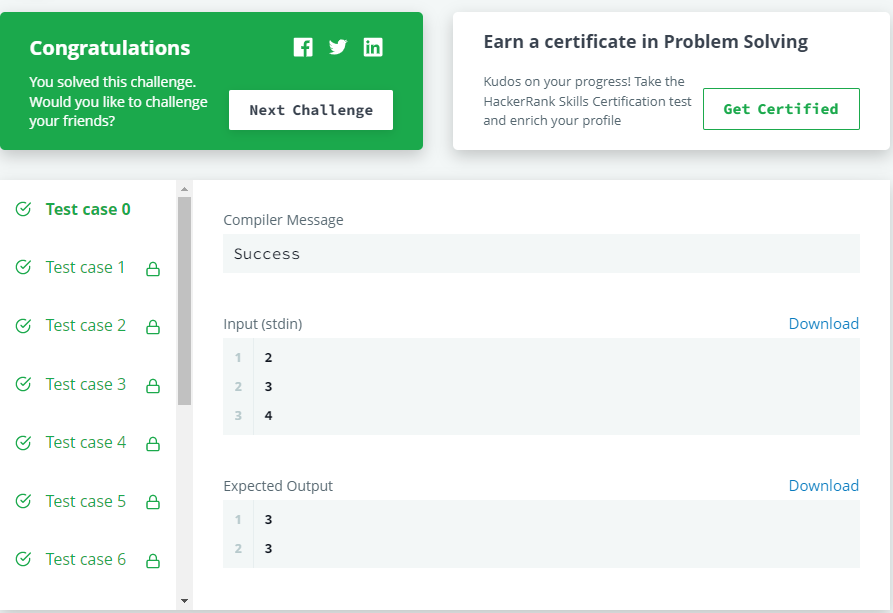 Congratulations
You solved this challenge.
Would you like to challenge
your friends?
Next Challenge
Earn a certificate in Problem Solving
Kudos on your progress! Take the
HackerRank Skills Certification test
and enrich your profile
Get Certified
Test case 0
Test case 1
Test case 2
Test case 3
Test case 4
Test case 5
Test case 6
Compiler Message
Success
Input (stdin)
Download
1 2
2 3
3 4
Expected Output
Download
1 3
2 3